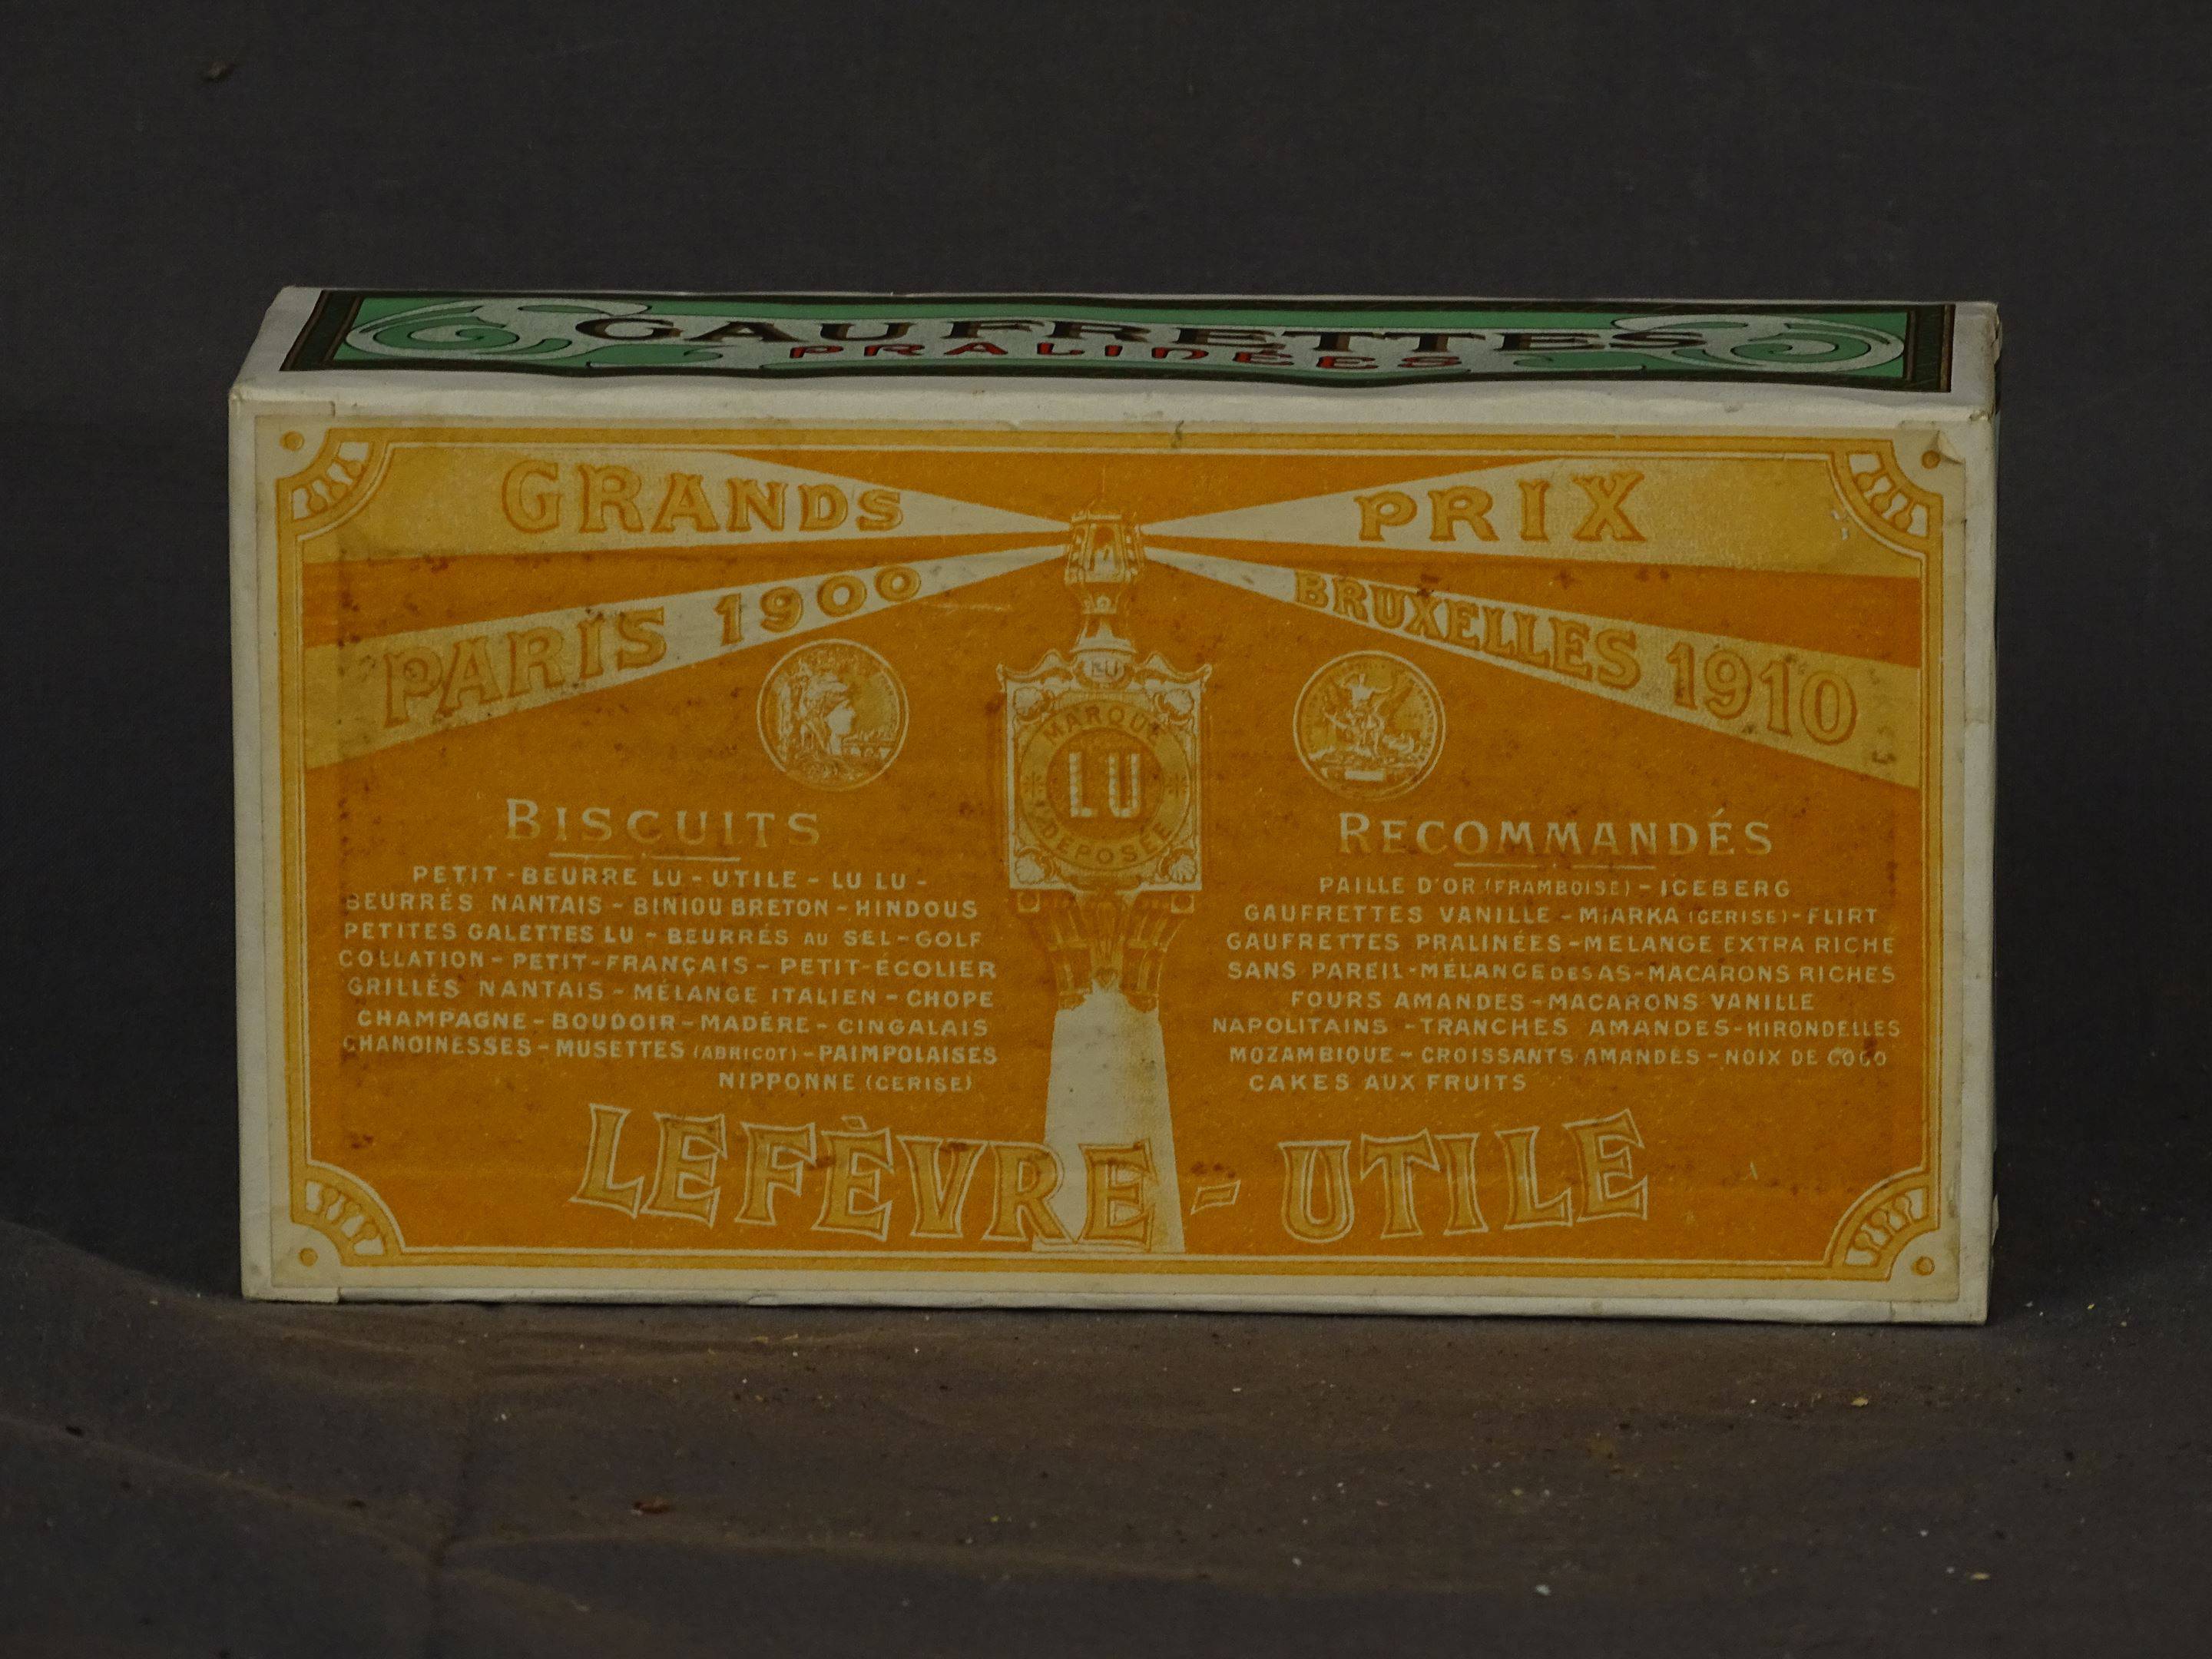 GAUFRETTES
PRALINÉES
GRANDS PRIX
PARIS 1900
BRUXELLES 1910
LU
MARQUE
LU
DÉPOSÉE
BISCUITS
PETIT-BEURRE LU - UTILE - LU LU -
BEURRÉS NANTAIS - BINIOU BRETON - HINDOUS
PETITES GALETTES LU - BEURRÉS AU SEL - GOLF
COLLATION - PETIT-FRANÇAIS - PETIT-ÉCOLIER
GRILLÉS NANTAIS - MÉLANGE ITALIEN - CHOPE
CHAMPAGNE - BOUDOIR - MADÈRE - CINGALAIS
CHANOINESSES - MUSETTES (ABRICOT) - PAIMPOLAISES
NIPPONNE (CERISE)
RECOMMANDÉS
PAILLE D'OR (FRAMBOISE) - ICEBERG
GAUFRETTES VANILLE - MIARKA (CERISE) - FLIRT
GAUFRETTES PRALINÉES - MELANGE EXTRA RICHE
SANS PAREIL - MÉLANGE DES AS - MACARONS RICHES
FOURS AMANDES - MACARONS VANILLE
NAPOLITAINS - TRANCHES AMANDES - HIRONDELLES
MOZAMBIQUE - CROISSANTS AMANDES - NOIX DE COCO
CAKES AUX FRUITS
LEFÈVRE - UTILE